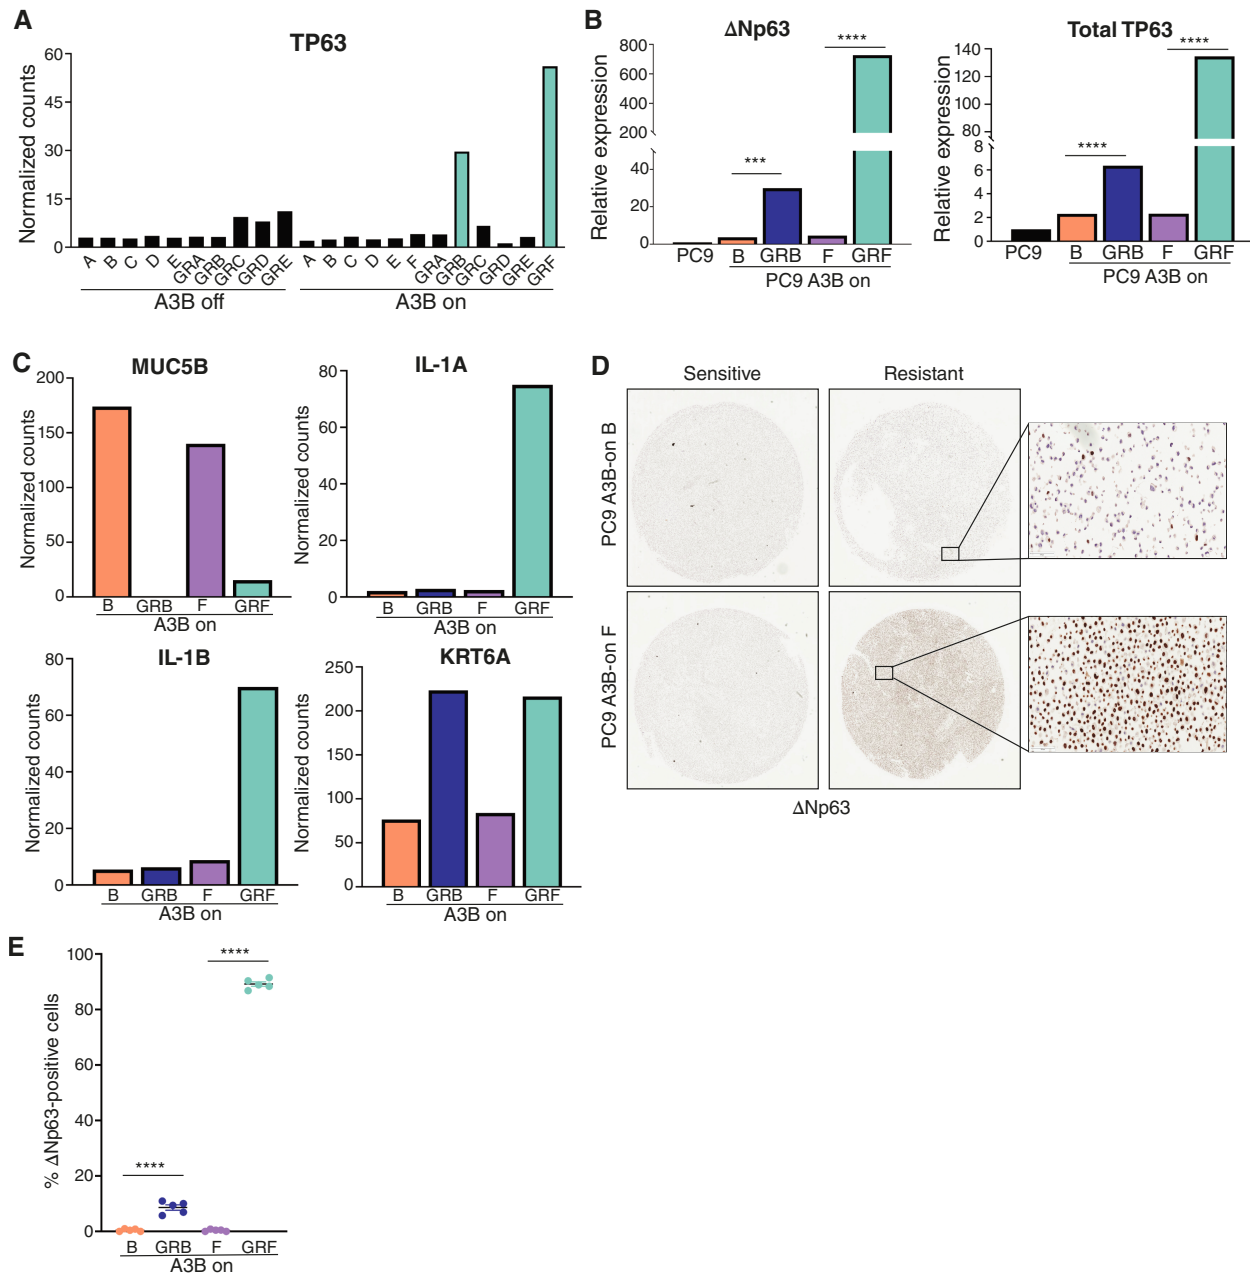 A
TP63
Normalized counts
60
45
30
15
0
A B C D E GRA GRB GRC GRD GRE A B C D E F GRA GRB GRC GRD GRE GRF
A3B off A3B on
B
ΔNp63
Relative expression
800
600
400
200
40
20
0
***
****
PC9 B GRB F GRF
PC9 A3B on
Total TP63
Relative expression
140
120
100
80
8
6
4
2
0
****
****
PC9 B GRB F GRF
PC9 A3B on
C
MUC5B
Normalized counts
200
150
100
50
0
B GRB F GRF
A3B on
IL-1A
Normalized counts
80
60
40
20
0
B GRB F GRF
A3B on
IL-1B
Normalized counts
80
60
40
20
0
B GRB F GRF
A3B on
KRT6A
Normalized counts
250
200
150
100
50
0
B GRB F GRF
A3B on
D
Sensitive Resistant
PC9 A3B-on B
PC9 A3B-on F
ΔNp63
E
% ΔNp63-positive cells
100
80
60
40
20
0
****
****
B GRB F GRF
A3B on